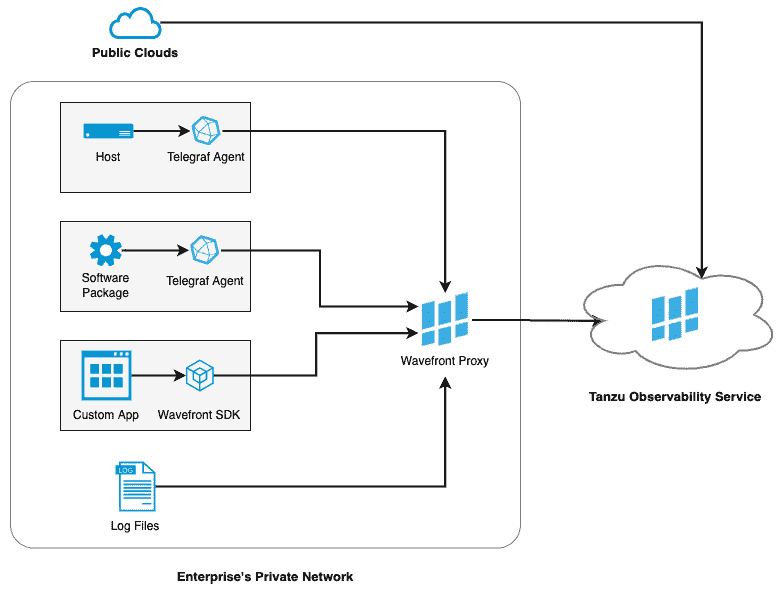 Public Clouds
Host
Telegraf Agent
Software
Package
Telegraf Agent
Custom App
Wavefront SDK
LOG
Log Files
Wavefront Proxy
Tanzu Observability Service
Enterprise's Private Network